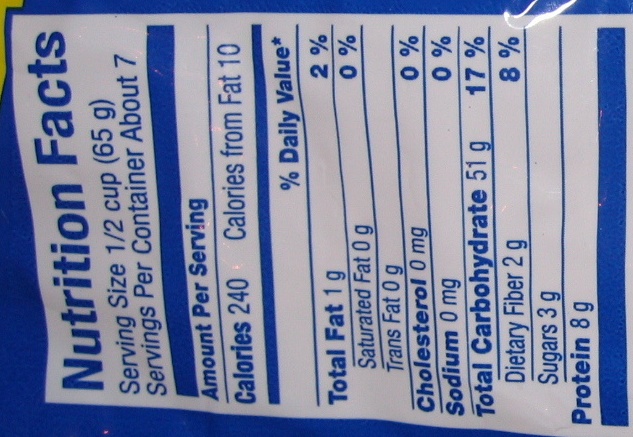 Nutrition Facts
Serving Size 1/2 cup (65 g)
Servings Per Container About 7
Amount Per Serving
Calories 240 Calories from Fat 10
% Daily Value*
Total Fat 1 g 2 %
Saturated Fat 0 g 0 %
Trans Fat 0 g
Cholesterol 0 mg 0 %
Sodium 0 mg 0 %
Total Carbohydrate 51 g 17 %
Dietary Fiber 2 g 8 %
Sugars 3 g
Protein 8 g